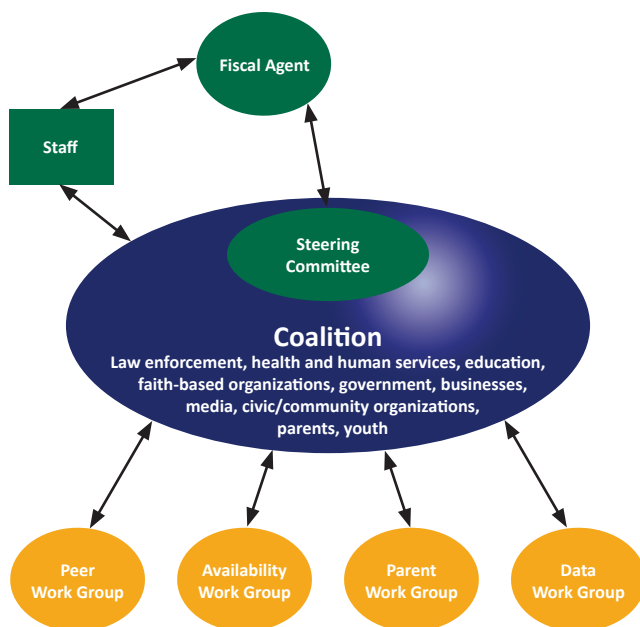 Fiscal Agent
Staff
Steering
Committee
Coalition
Law enforcement, health and human services, education,
faith-based organizations, government, businesses,
media, civic/community organizations,
parents, youth
Peer
Work Group
Availability
Work Group
Parent
Work Group
Data
Work Group